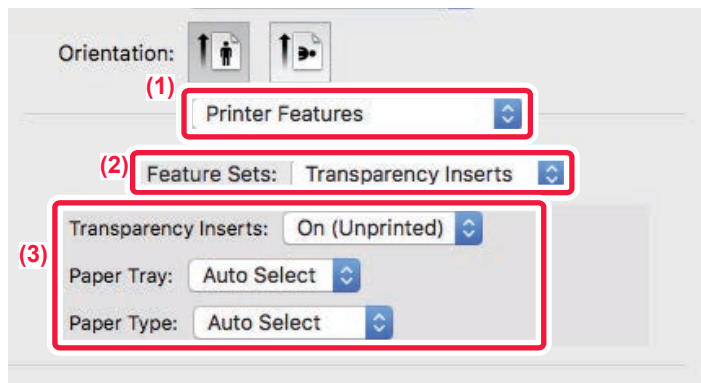 Orientation:
(1)
Printer Features
(2)
Feature Sets: Transparency Inserts
(3)
Transparency Inserts: On (Unprinted)
Paper Tray: Auto Select
Paper Type: Auto Select